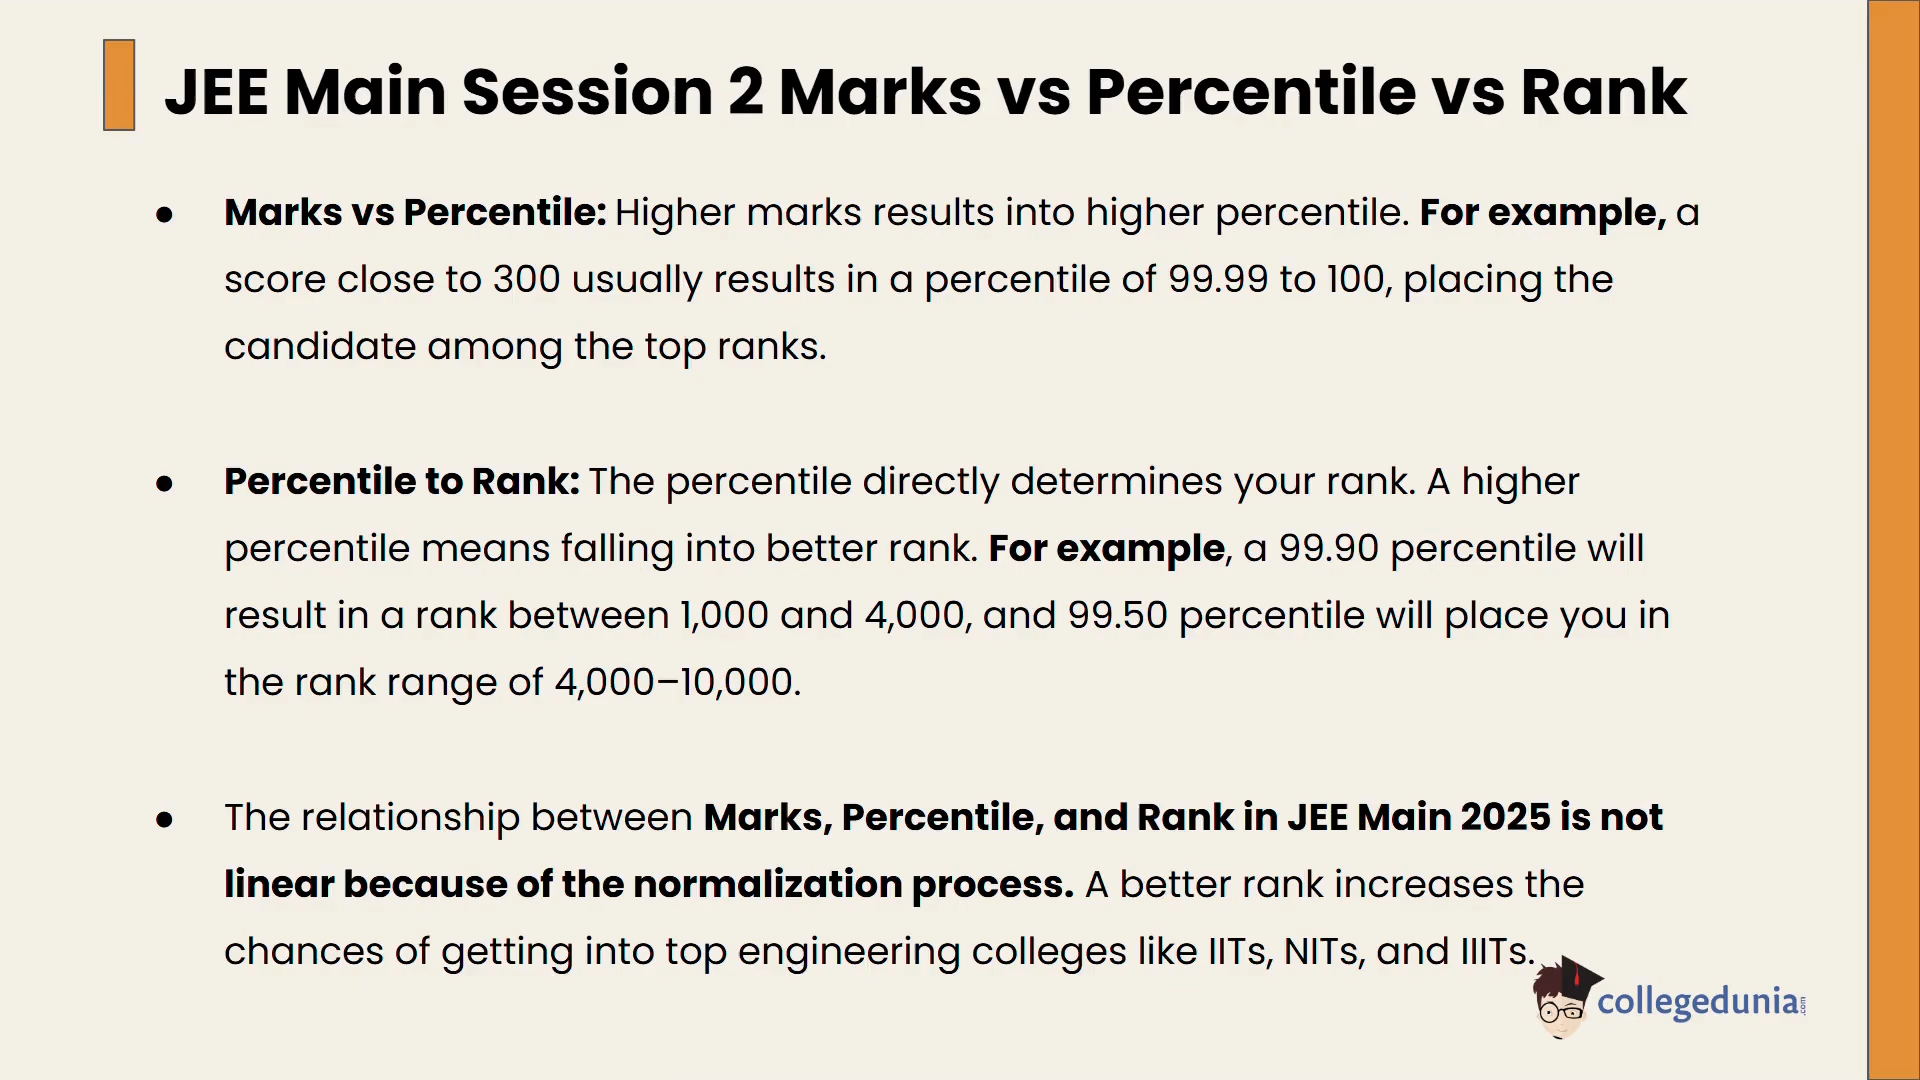 JEE Main Session 2 Marks vs Percentile vs Rank
● Marks vs Percentile: Higher marks results into higher percentile. For example, a
score close to 300 usually results in a percentile of 99.99 to 100, placing the
candidate among the top ranks.
● Percentile to Rank: The percentile directly determines your rank. A higher
percentile means falling into better rank. For example, a 99.90 percentile will
result in a rank between 1,000 and 4,000, and 99.50 percentile will place you in
the rank range of 4,000–10,000.
● The relationship between Marks, Percentile, and Rank in JEE Main 2025 is not
linear because of the normalization process. A better rank increases the
chances of getting into top engineering colleges like IITs, NITs, and IIITs.
collegedunia.com